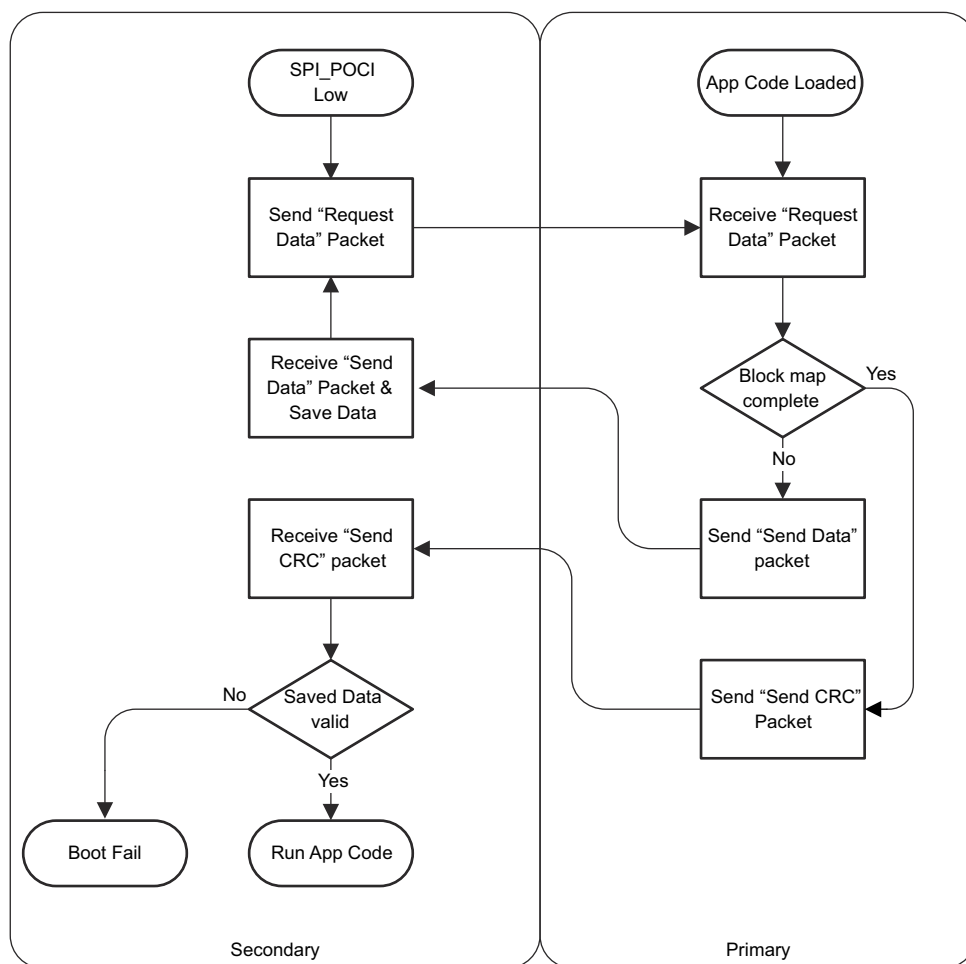 SPI_POCI
Low
App Code Loaded
Send “Request
Data” Packet
Receive “Request
Data” Packet
Receive “Send
Data” Packet &
Save Data
Block map
complete
Yes
No
Receive “Send
CRC” packet
Send “Send Data”
packet
Saved Data
valid
No
Yes
Send “Send CRC”
Packet
Boot Fail
Run App Code
Secondary
Primary